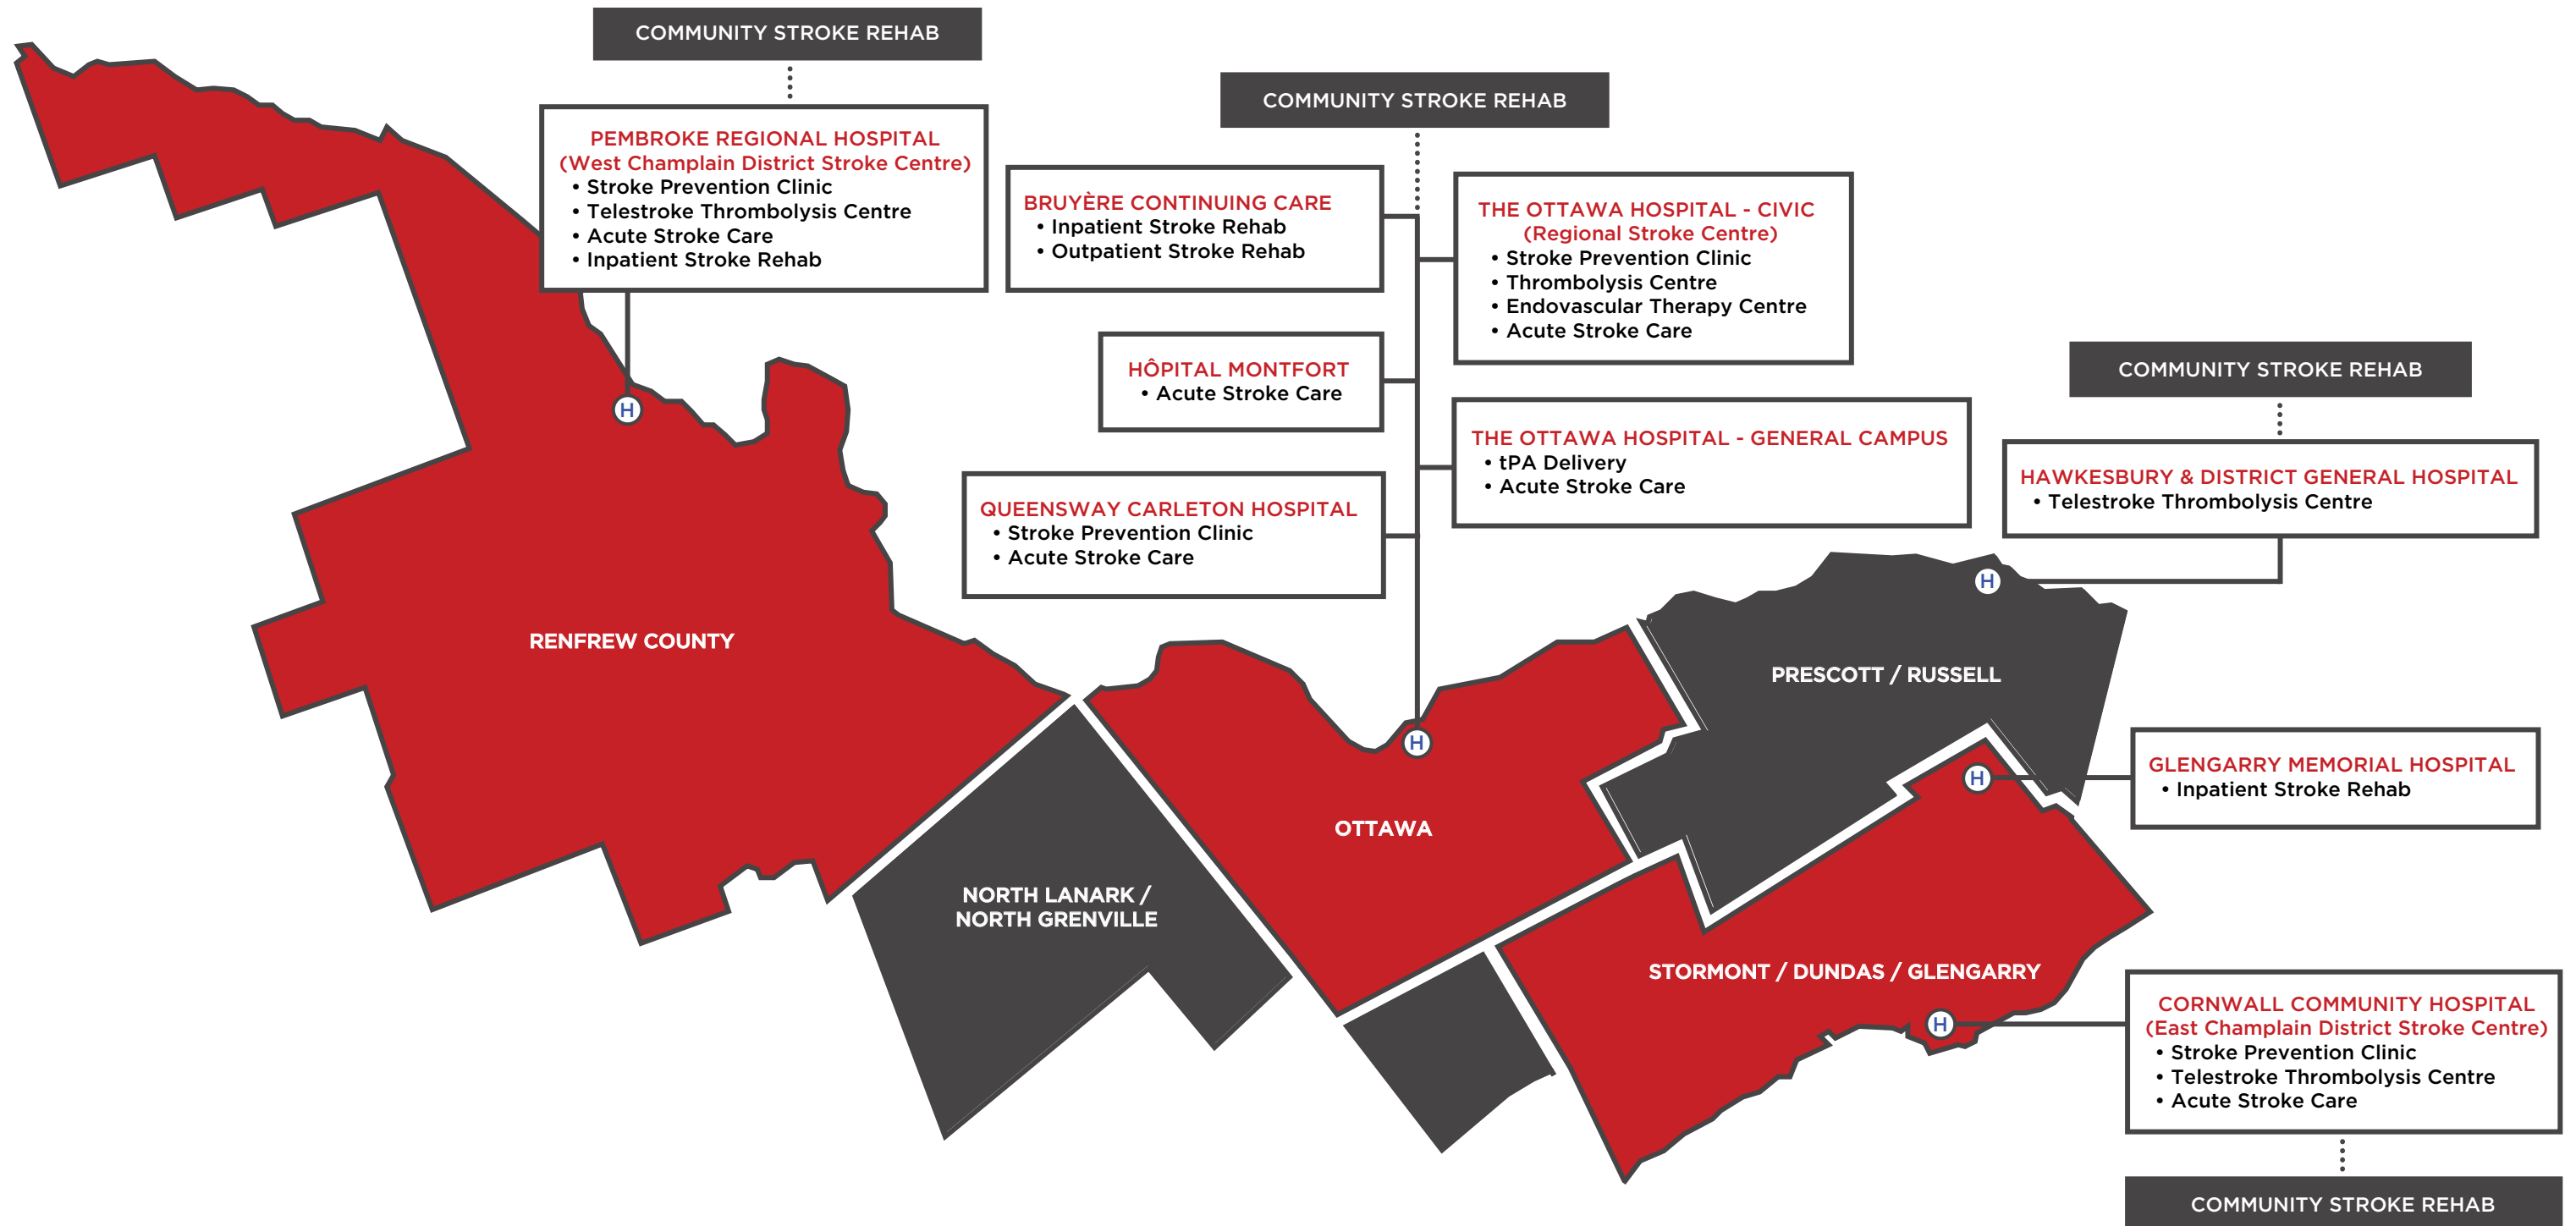 COMMUNITY STROKE REHAB
PEMBROKE REGIONAL HOSPITAL
(West Champlain District Stroke Centre)
• Stroke Prevention Clinic
• Telestroke Thrombolysis Centre
• Acute Stroke Care
• Inpatient Stroke Rehab
H
RENFREW COUNTY
COMMUNITY STROKE REHAB
BRUYÈRE CONTINUING CARE
• Inpatient Stroke Rehab
• Outpatient Stroke Rehab
HÔPITAL MONTFORT
• Acute Stroke Care
QUEENSWAY CARLETON HOSPITAL
• Stroke Prevention Clinic
• Acute Stroke Care
THE OTTAWA HOSPITAL - CIVIC
(Regional Stroke Centre)
• Stroke Prevention Clinic
• Thrombolysis Centre
• Endovascular Therapy Centre
• Acute Stroke Care
THE OTTAWA HOSPITAL - GENERAL CAMPUS
• tPA Delivery
• Acute Stroke Care
H
OTTAWA
NORTH LANARK /
NORTH GRENVILLE
COMMUNITY STROKE REHAB
HAWKESBURY & DISTRICT GENERAL HOSPITAL
• Telestroke Thrombolysis Centre
H
PRESCOTT / RUSSELL
GLENGARRY MEMORIAL HOSPITAL
• Inpatient Stroke Rehab
H
STORMONT / DUNDAS / GLENGARRY
H
CORNWALL COMMUNITY HOSPITAL
(East Champlain District Stroke Centre)
• Stroke Prevention Clinic
• Telestroke Thrombolysis Centre
• Acute Stroke Care
COMMUNITY STROKE REHAB